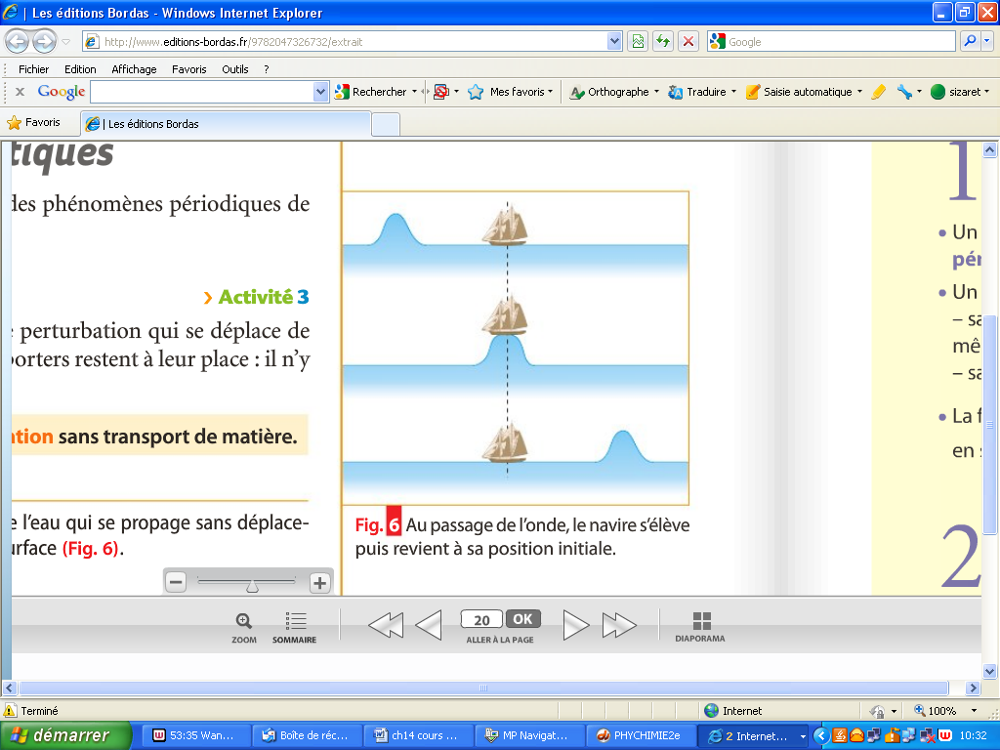 | Les éditions Bordas - Windows Internet Explorer
http://www.editions-bordas.fr/9782047326732/extrait
Google
Fichier Edition Affichage Favoris Outils ?
x Google Rechercher Mes favoris Orthographe Traduire Saisie automatique sizaret
Favoris | Les éditions Bordas
tiques
des phénomènes périodiques de
› Activité 3
perturbation qui se déplace de
porters restent à leur place : il n’y
ation sans transport de matière.
e l’eau qui se propage sans déplace-
urface (Fig. 6).
Fig. 6 Au passage de l’onde, le navire s’élève
puis revient à sa position initiale.
1
• Un
pér
• Un
– sa
mê
– sa
• La f
en s
2
ZOOM SOMMAIRE 20 OK ALLER À LA PAGE DIAPORAMA
Terminé Internet 100%
démarrer 53:35 Wan... Boîte de réc... ch14 cours ... MP Navigat... PHYCHIMIE2e 2 Internet... 10:32